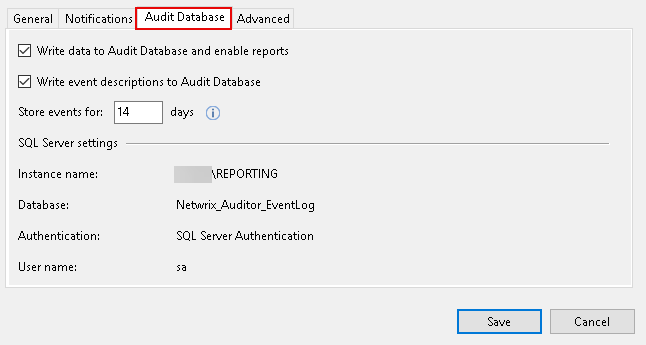 General Notifications Audit Database Advanced
Write data to Audit Database and enable reports
Write event descriptions to Audit Database
Store events for: 14 days
SQL Server settings
Instance name: \REPORTING
Database: Netwrix_Auditor_EventLog
Authentication: SQL Server Authentication
User name: sa
Save Cancel